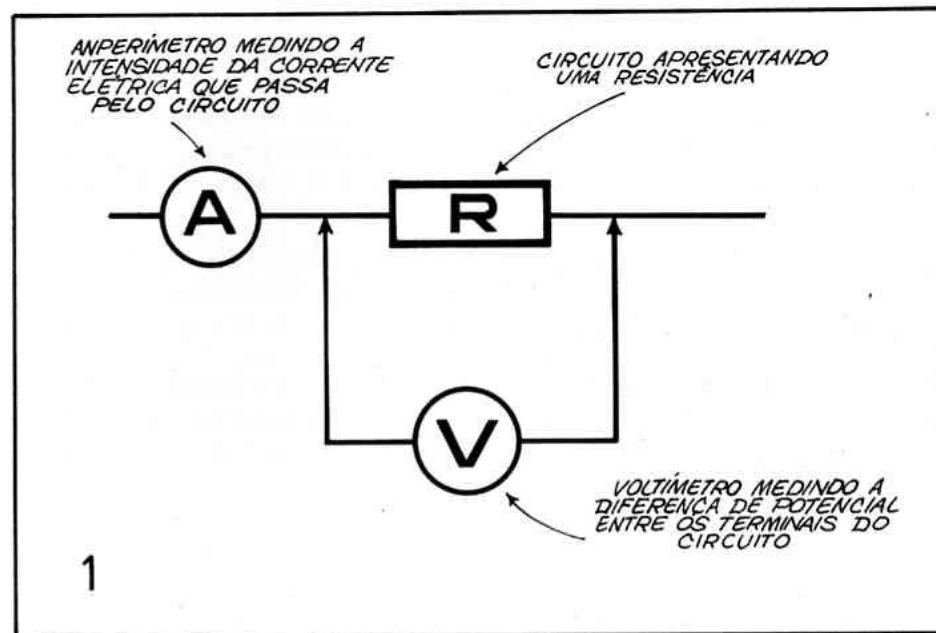 ANPERÍMETRO MEDINDO A
INTENSIDADE DA CORRENTE
ELÉTRICA QUE PASSA
PELO CIRCUITO
CIRCUITO APRESENTANDO
UMA RESISTÊNCIA
A
R
V
VOLTÍMETRO MEDINDO A
DIFERENÇA DE POTENCIAL
ENTRE OS TERMINAIS DO
CIRCUITO
1